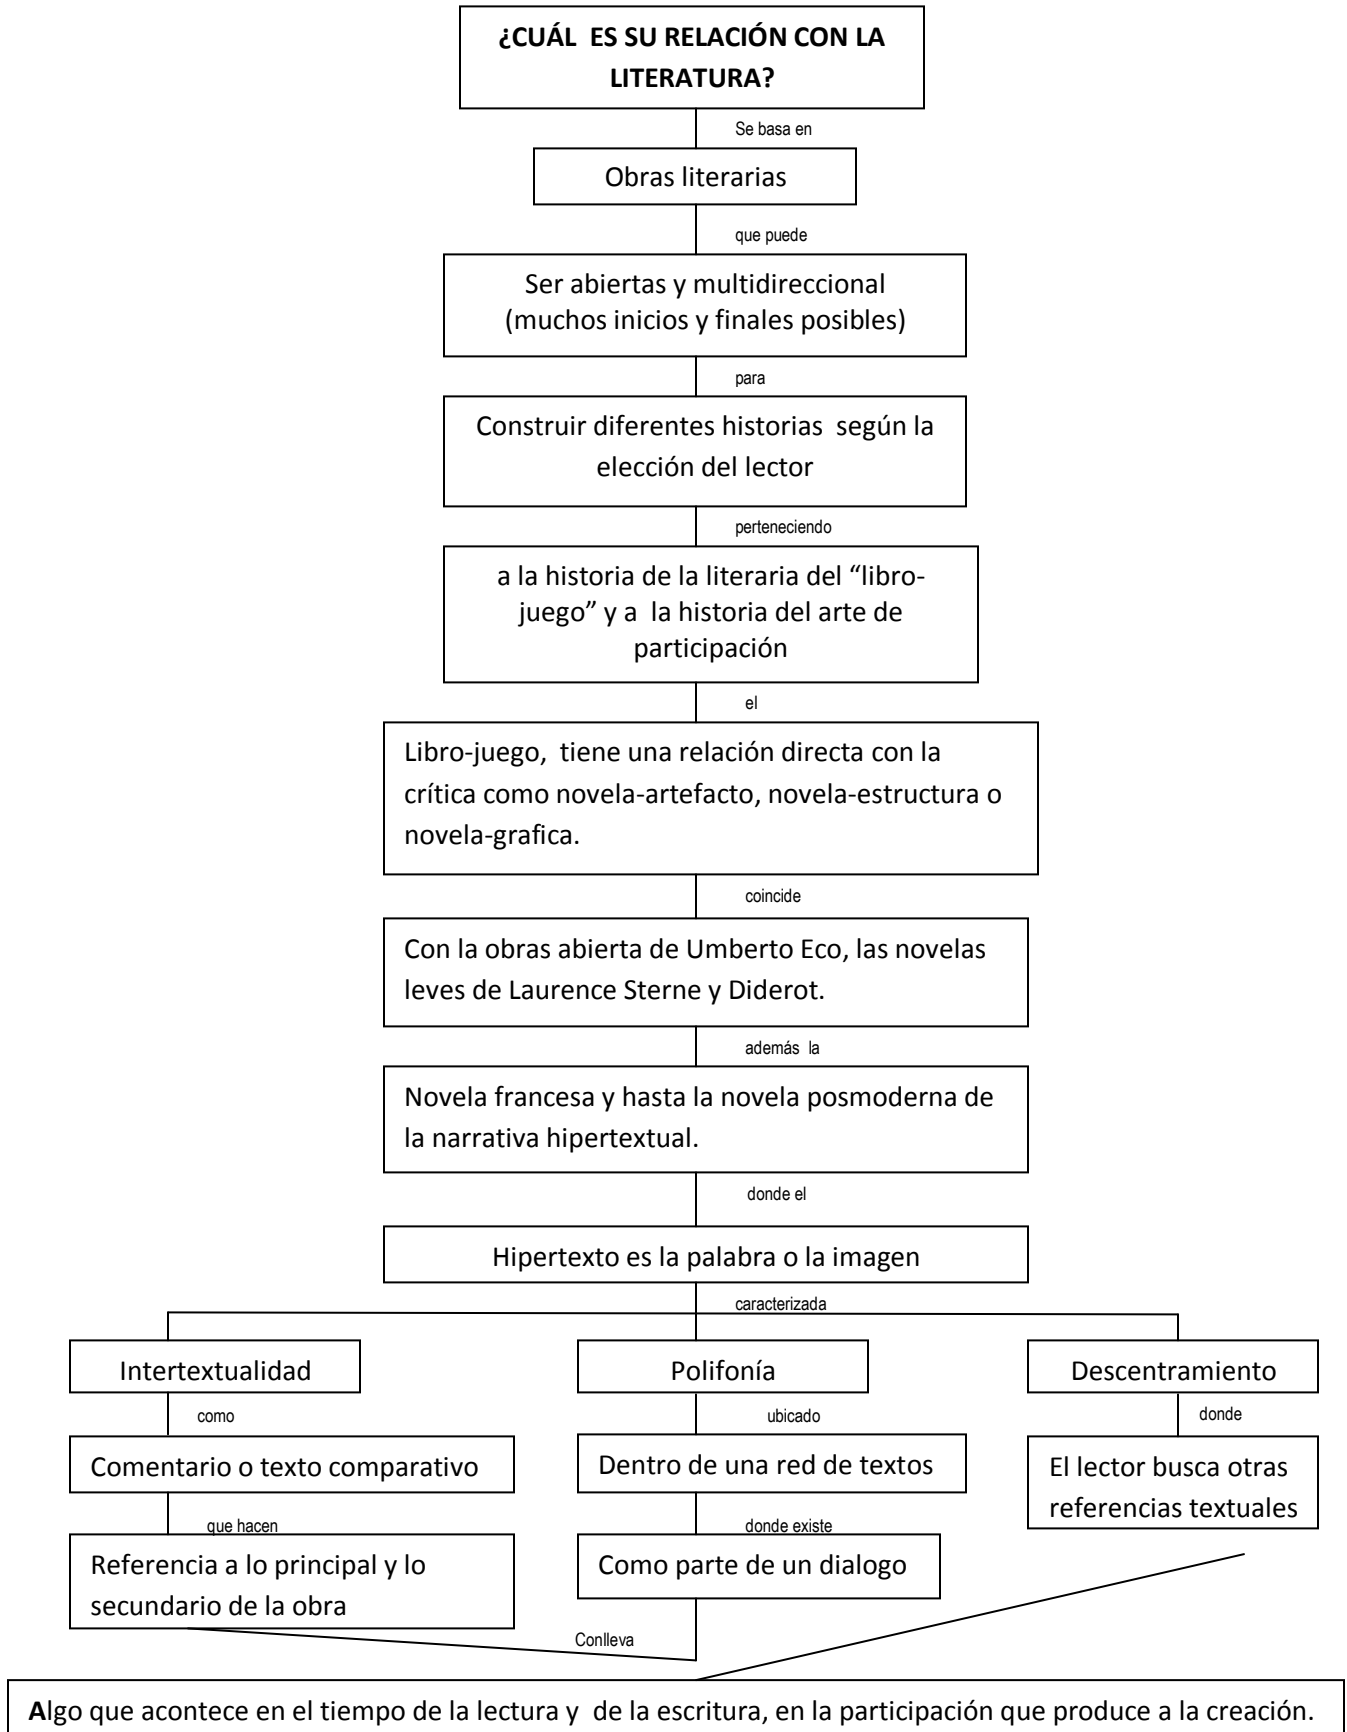 ¿CUÁL  ES SU RELACIÓN CON LA
LITERATURA?
Se basa en
Obras literarias
que puede
Ser abiertas y multidireccional
(muchos inicios y finales posibles)
para
Construir diferentes historias  según la
elección del lector
perteneciendo
a la historia de la literaria del “libro-
juego” y a  la historia del arte de
participación
el
Libro-juego,  tiene una relación directa con la
crítica como novela-artefacto, novela-estructura o
novela-grafica.
coincide
Con la obras abierta de Umberto Eco, las novelas
leves de Laurence Sterne y Diderot.
además  la
Novela francesa y hasta la novela posmoderna de
la narrativa hipertextual.
donde el
Hipertexto es la palabra o la imagen
caracterizada
Intertextualidad
como
Comentario o texto comparativo
que hacen
Referencia a lo principal y lo
secundario de la obra
Polifonía
ubicado
Dentro de una red de textos
donde existe
Como parte de un dialogo
Descentramiento
donde
El lector busca otras
referencias textuales
Conlleva
Algo que acontece en el tiempo de la lectura y  de la escritura, en la participación que produce a la creación.